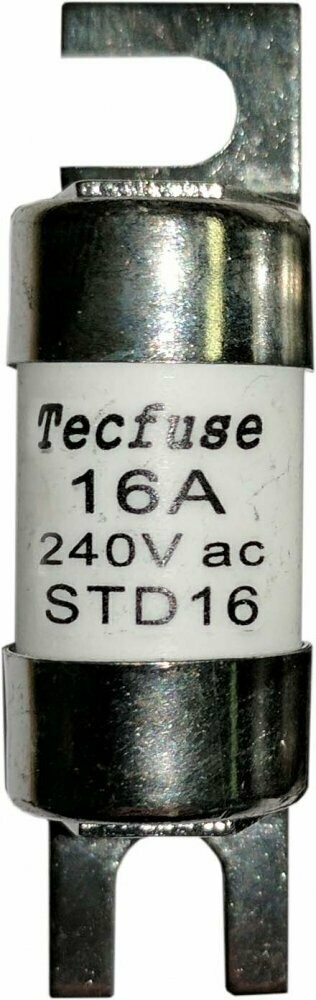 Tecfuse
16A
240V ac
STD16